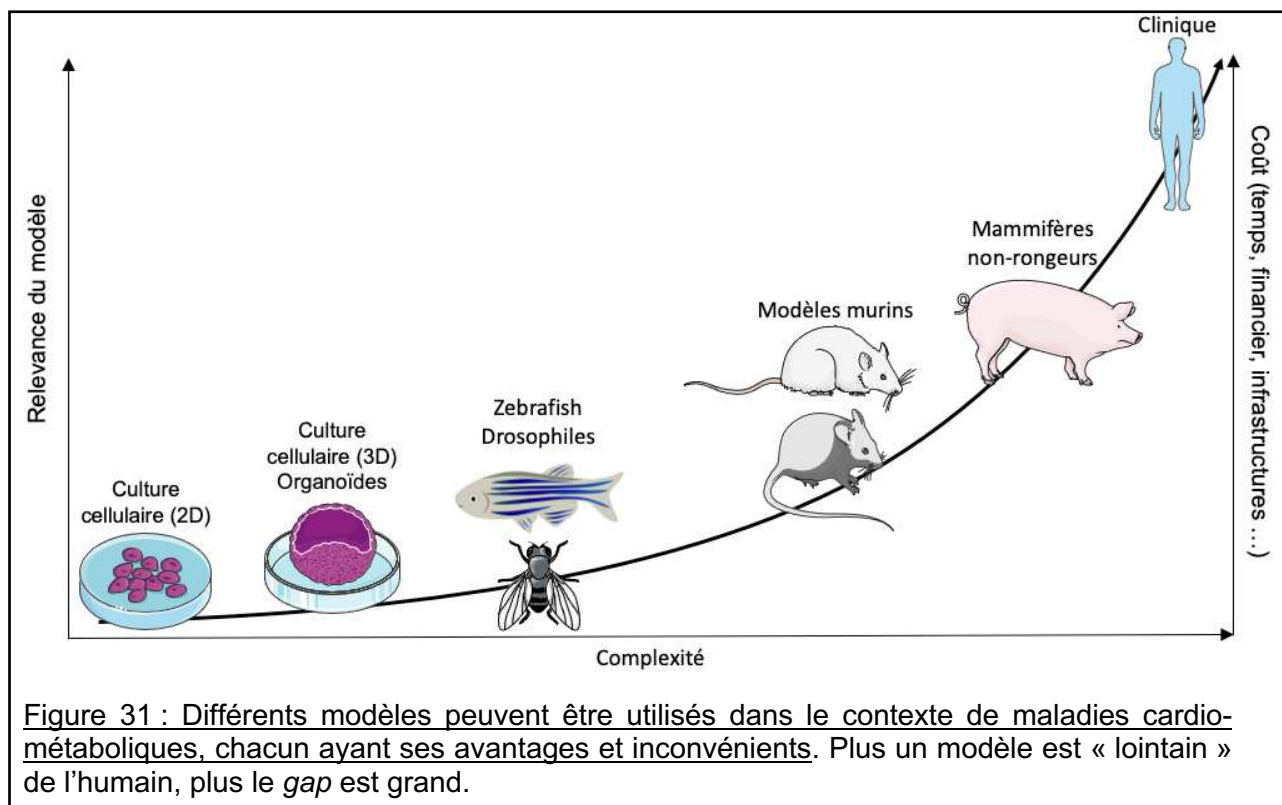 Clinique
Relevance du modèle
Coût (temps, financier, infrastructures …)
Mammifères
non-rongeurs
Modèles murins
Zebrafish
Drosophiles
Culture
cellulaire (3D)
Organoïdes
Culture
cellulaire (2D)
Complexité
Figure 31 : Différents modèles peuvent être utilisés dans le contexte de maladies cardio-
métaboliques, chacun ayant ses avantages et inconvénients. Plus un modèle est « lointain »
de l’humain, plus le gap est grand.